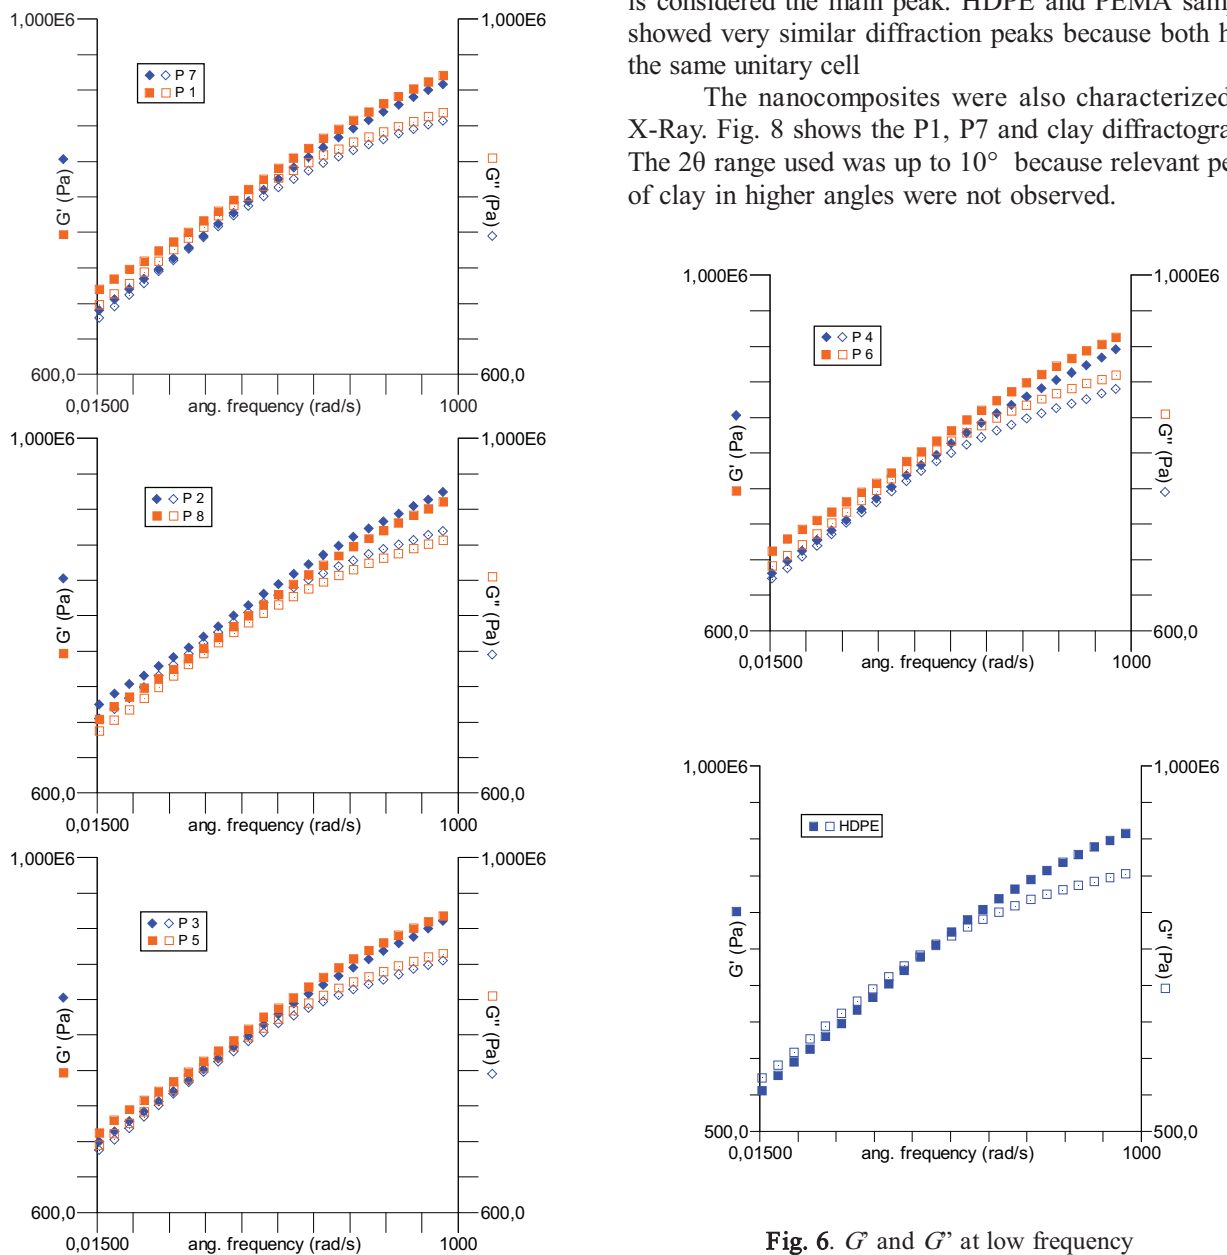 1,000E6
1,000E6
P 7
P 1
G' (Pa)
G'' (Pa)
600,0
600,0
0,01500
ang. frequency (rad/s)
1000
1,000E6
1,000E6
P 2
P 8
G' (Pa)
G'' (Pa)
600,0
600,0
0,01500
ang. frequency (rad/s)
1000
1,000E6
1,000E6
P 3
P 5
G' (Pa)
G'' (Pa)
600,0
600,0
0,01500
ang. frequency (rad/s)
1000
is considered the main peak. HDPE and PEMA sam
showed very similar diffraction peaks because both h
the same unitary cell
The nanocomposites were also characterized
X-Ray. Fig. 8 shows the P1, P7 and clay diffractogra
The 2θ range used was up to 10° because relevant pe
of clay in higher angles were not observed.
1,000E6
1,000E6
P 4
P 6
G' (Pa)
G'' (Pa)
600,0
600,0
0,01500
ang. frequency (rad/s)
1000
1,000E6
1,000E6
HDPE
G' (Pa)
G'' (Pa)
500,0
500,0
0,01500
ang. frequency (rad/s)
1000
Fig. 6. G' and G'' at low frequency